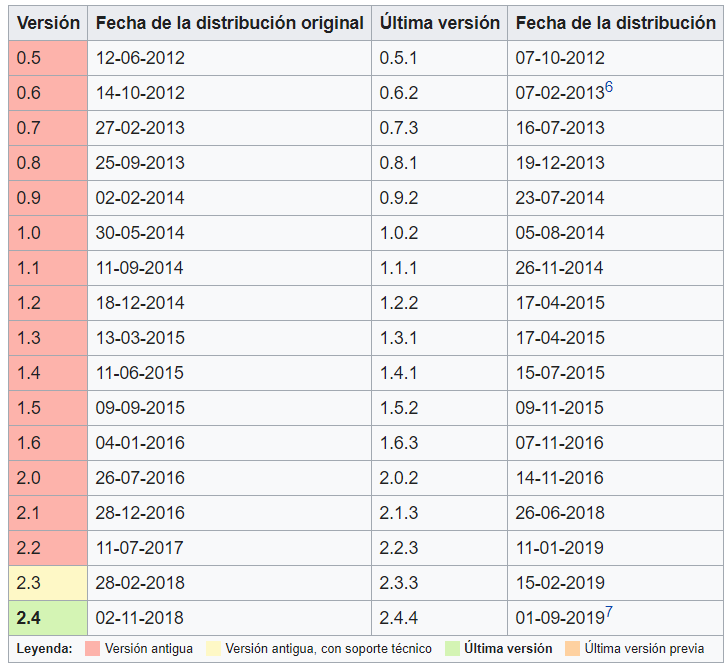 Versión Fecha de la distribución original Última versión Fecha de la distribución
0.5 12-06-2012 0.5.1 07-10-2012
0.6 14-10-2012 0.6.2 07-02-2013⁶
0.7 27-02-2013 0.7.3 16-07-2013
0.8 25-09-2013 0.8.1 19-12-2013
0.9 02-02-2014 0.9.2 23-07-2014
1.0 30-05-2014 1.0.2 05-08-2014
1.1 11-09-2014 1.1.1 26-11-2014
1.2 18-12-2014 1.2.2 17-04-2015
1.3 13-03-2015 1.3.1 17-04-2015
1.4 11-06-2015 1.4.1 15-07-2015
1.5 09-09-2015 1.5.2 09-11-2015
1.6 04-01-2016 1.6.3 07-11-2016
2.0 26-07-2016 2.0.2 14-11-2016
2.1 28-12-2016 2.1.3 26-06-2018
2.2 11-07-2017 2.2.3 11-01-2019
2.3 28-02-2018 2.3.3 15-02-2019
2.4 02-11-2018 2.4.4 01-09-2019⁷
Leyenda: Versión antigua Versión antigua, con soporte técnico Última versión Última versión previa